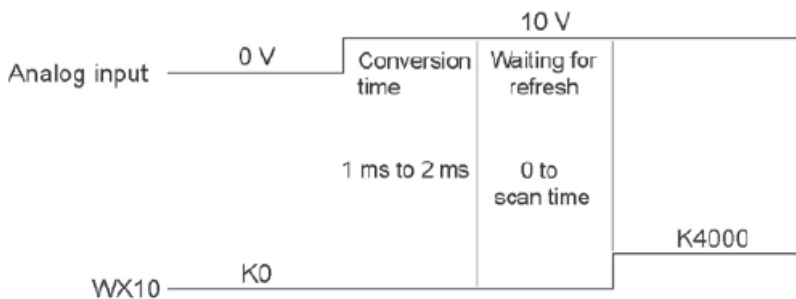 10 V
0 V
Analog input
Conversion
time
Waiting for
refresh
1 ms to 2 ms
0 to
scan time
K4000
K0
WX10